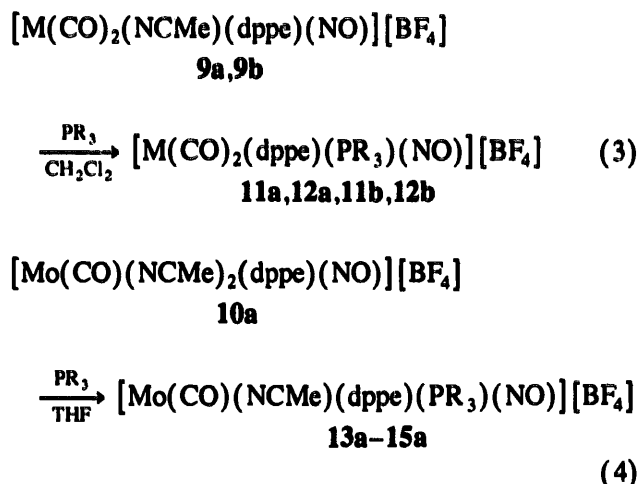 [M(CO)₂(NCMe)(dppe)(NO)][BF₄]
9a,9b
PR₃
CH₂Cl₂
→ [M(CO)₂(dppe)(PR₃)(NO)][BF₄] (3)
11a,12a,11b,12b
[Mo(CO)(NCMe)₂(dppe)(NO)][BF₄]
10a
PR₃
THF
→ [Mo(CO)(NCMe)(dppe)(PR₃)(NO)][BF₄]
13a–15a
(4)